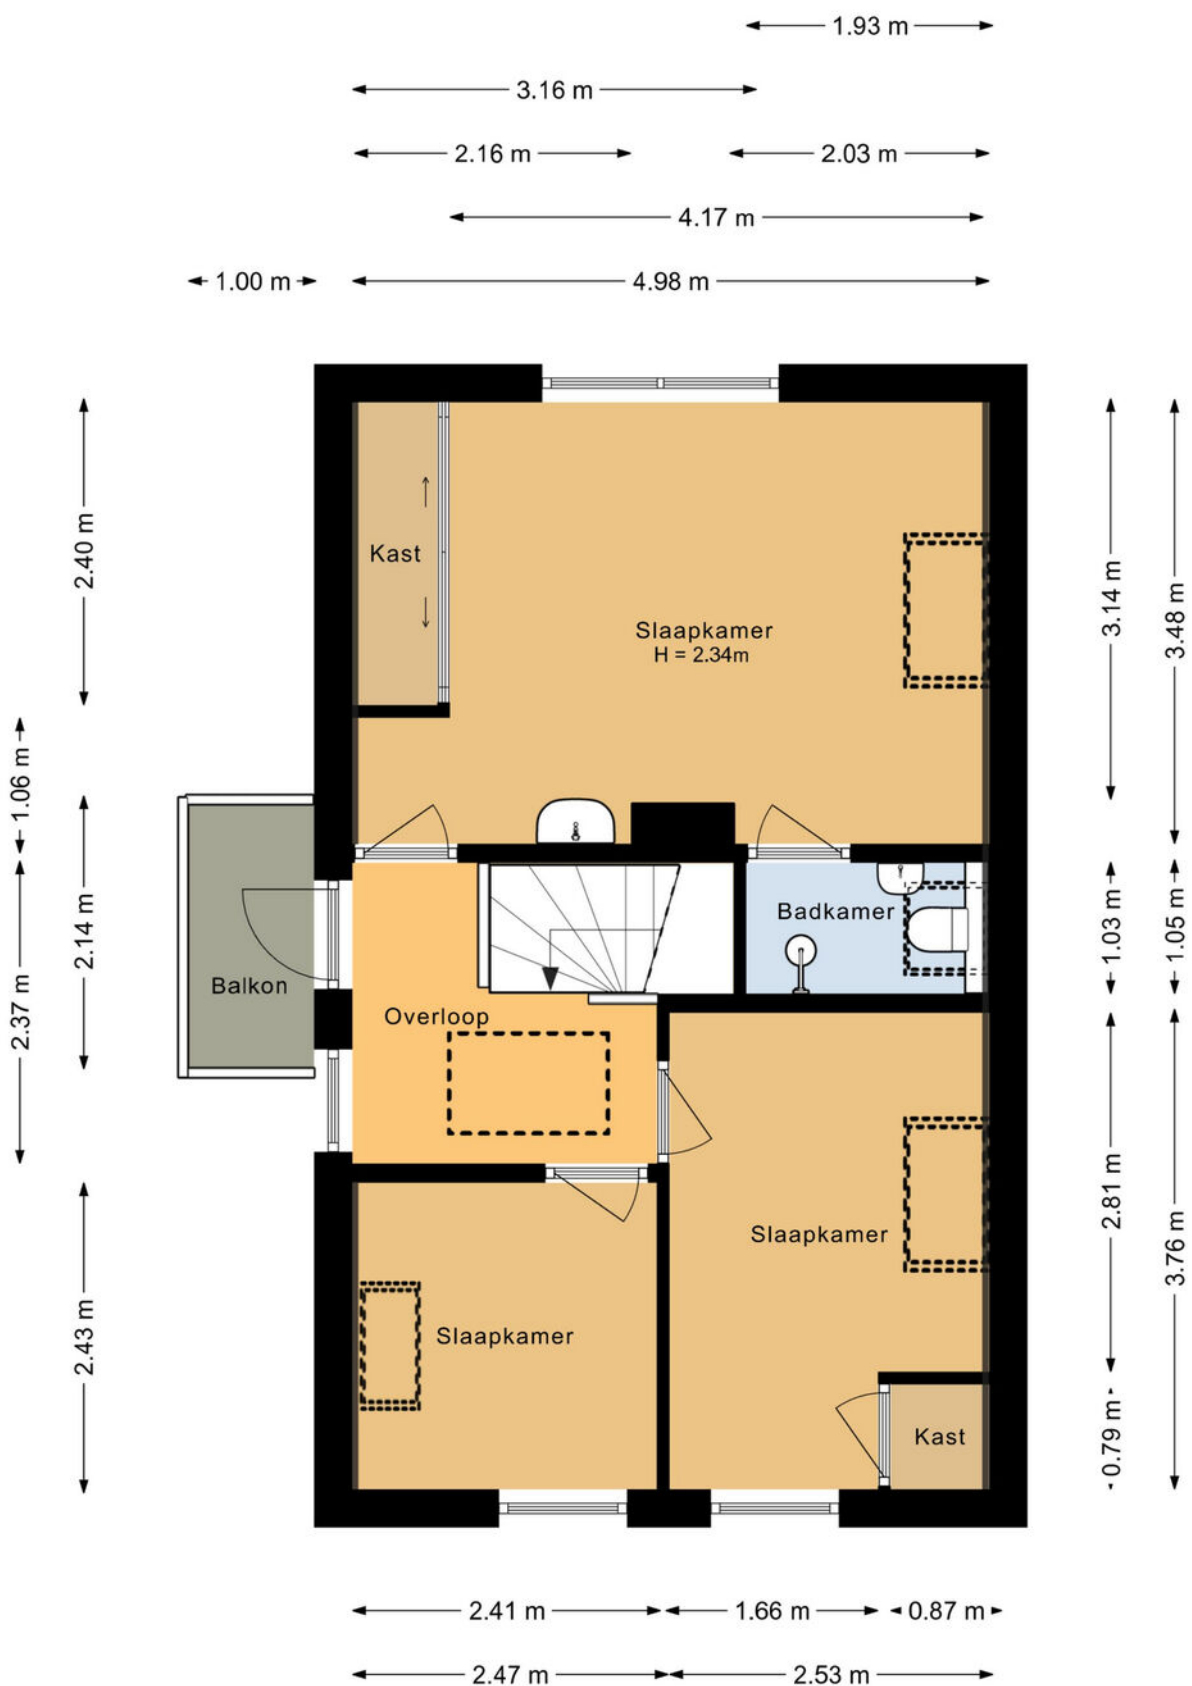 1.93 m
3.16 m
2.16 m
2.03 m
4.17 m
1.00 m
4.98 m
2.40 m
1.06 m
2.14 m
2.37 m
2.43 m
Kast
Slaapkamer
H = 2.34m
3.14 m
3.48 m
Badkamer
1.03 m
1.05 m
Balkon
Overloop
Slaapkamer
2.81 m
3.76 m
Slaapkamer
Kast
0.79 m
2.41 m
1.66 m
0.87 m
2.47 m
2.53 m